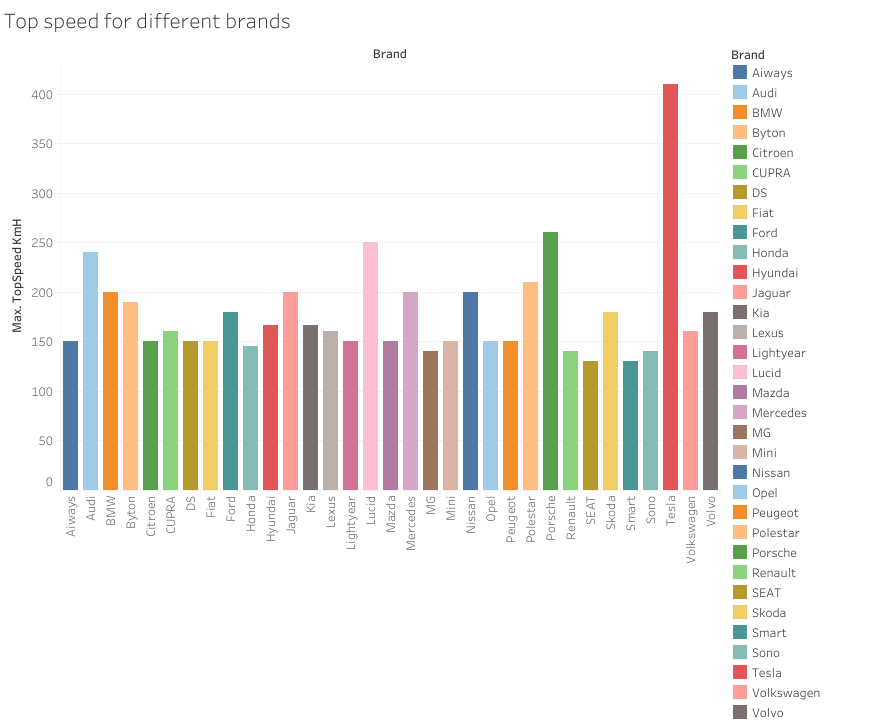 Top speed for different brands
Brand
Max. TopSpeed KmH
400
350
300
250
200
150
100
50
0
Aiways
Audi
BMW
Byton
Citroen
CUPRA
DS
Fiat
Ford
Honda
Hyundai
Jaguar
Kia
Lexus
Lightyear
Lucid
Mazda
Mercedes
MG
Mini
Nissan
Opel
Peugeot
Polestar
Porsche
Renault
SEAT
Skoda
Smart
Sono
Tesla
Volkswagen
Volvo
Brand
Aiways
Audi
BMW
Byton
Citroen
CUPRA
DS
Fiat
Ford
Honda
Hyundai
Jaguar
Kia
Lexus
Lightyear
Lucid
Mazda
Mercedes
MG
Mini
Nissan
Opel
Peugeot
Polestar
Porsche
Renault
SEAT
Skoda
Smart
Sono
Tesla
Volkswagen
Volvo